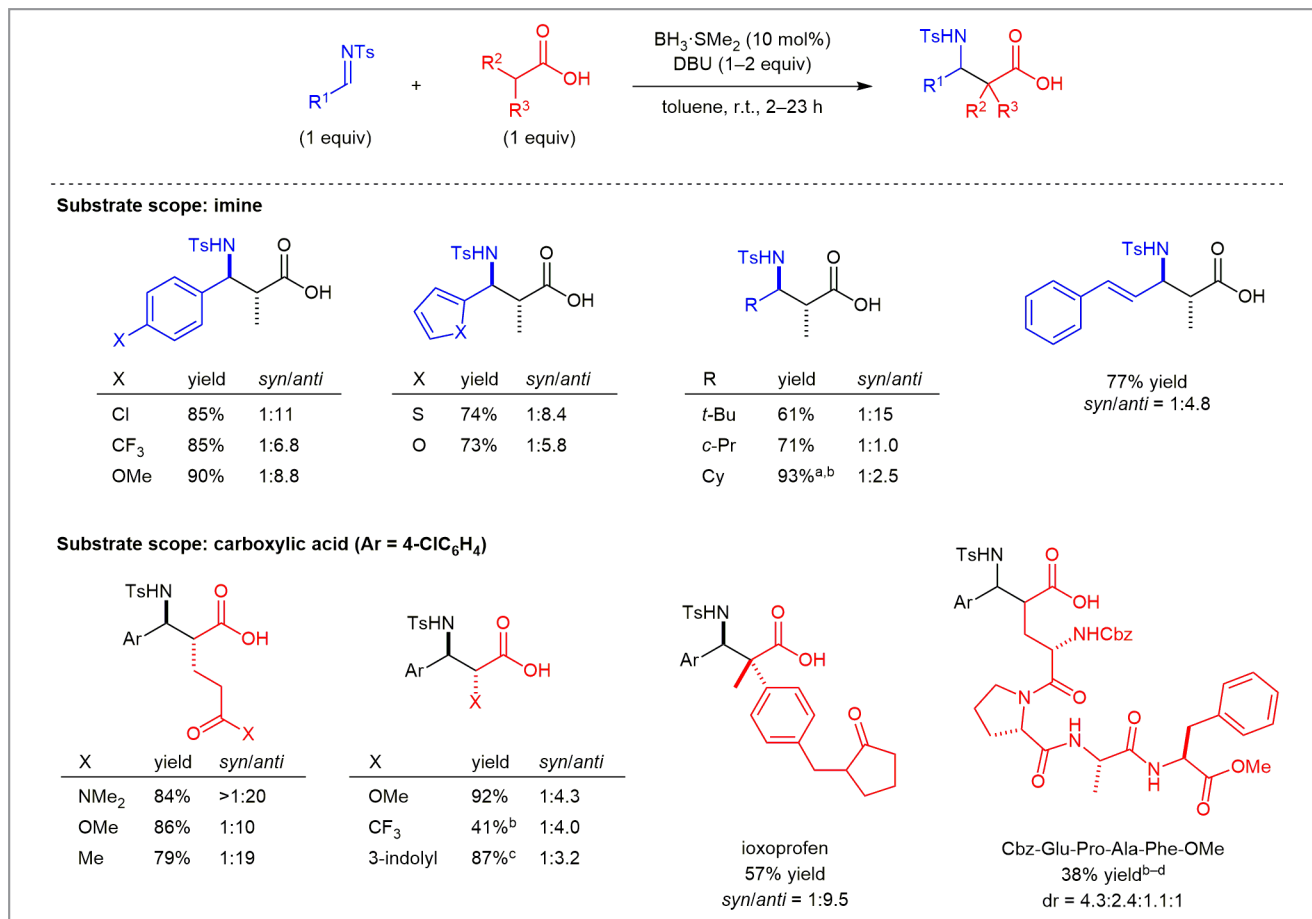 NTs
R¹
(1 equiv)
+
O
R²
OH
R³
(1 equiv)
BH₃·SMe₂ (10 mol%)
DBU (1–2 equiv)
toluene, r.t., 2–23 h
TsHN
O
R¹
OH
R² R³
Substrate scope: imine
TsHN
O
OH
X
X yield syn/anti
Cl 85% 1:11
CF₃ 85% 1:6.8
OMe 90% 1:8.8
TsHN
O
OH
X
X yield syn/anti
S 74% 1:8.4
O 73% 1:5.8
TsHN
O
R
OH
R yield syn/anti
t-Bu 61% 1:15
c-Pr 71% 1:1.0
Cy 93%ᵃ,ᵇ 1:2.5
TsHN
O
OH
77% yield
syn/anti = 1:4.8
Substrate scope: carboxylic acid (Ar = 4-ClC₆H₄)
TsHN
O
Ar
OH
O
X
X yield syn/anti
NMe₂ 84% >1:20
OMe 86% 1:10
Me 79% 1:19
TsHN
O
Ar
OH
X
X yield syn/anti
OMe 92% 1:4.3
CF₃ 41%ᵇ 1:4.0
3-indolyl 87%ᶜ 1:3.2
TsHN
O
Ar
OH
O
ioxoprofen
57% yield
syn/anti = 1:9.5
TsHN
O
Ar
OH
NHCbz
N
O
H
N
O
O
N
H
OMe
O
Cbz-Glu-Pro-Ala-Phe-OMe
38% yieldᵇ⁻ᵈ
dr = 4.3:2.4:1.1:1